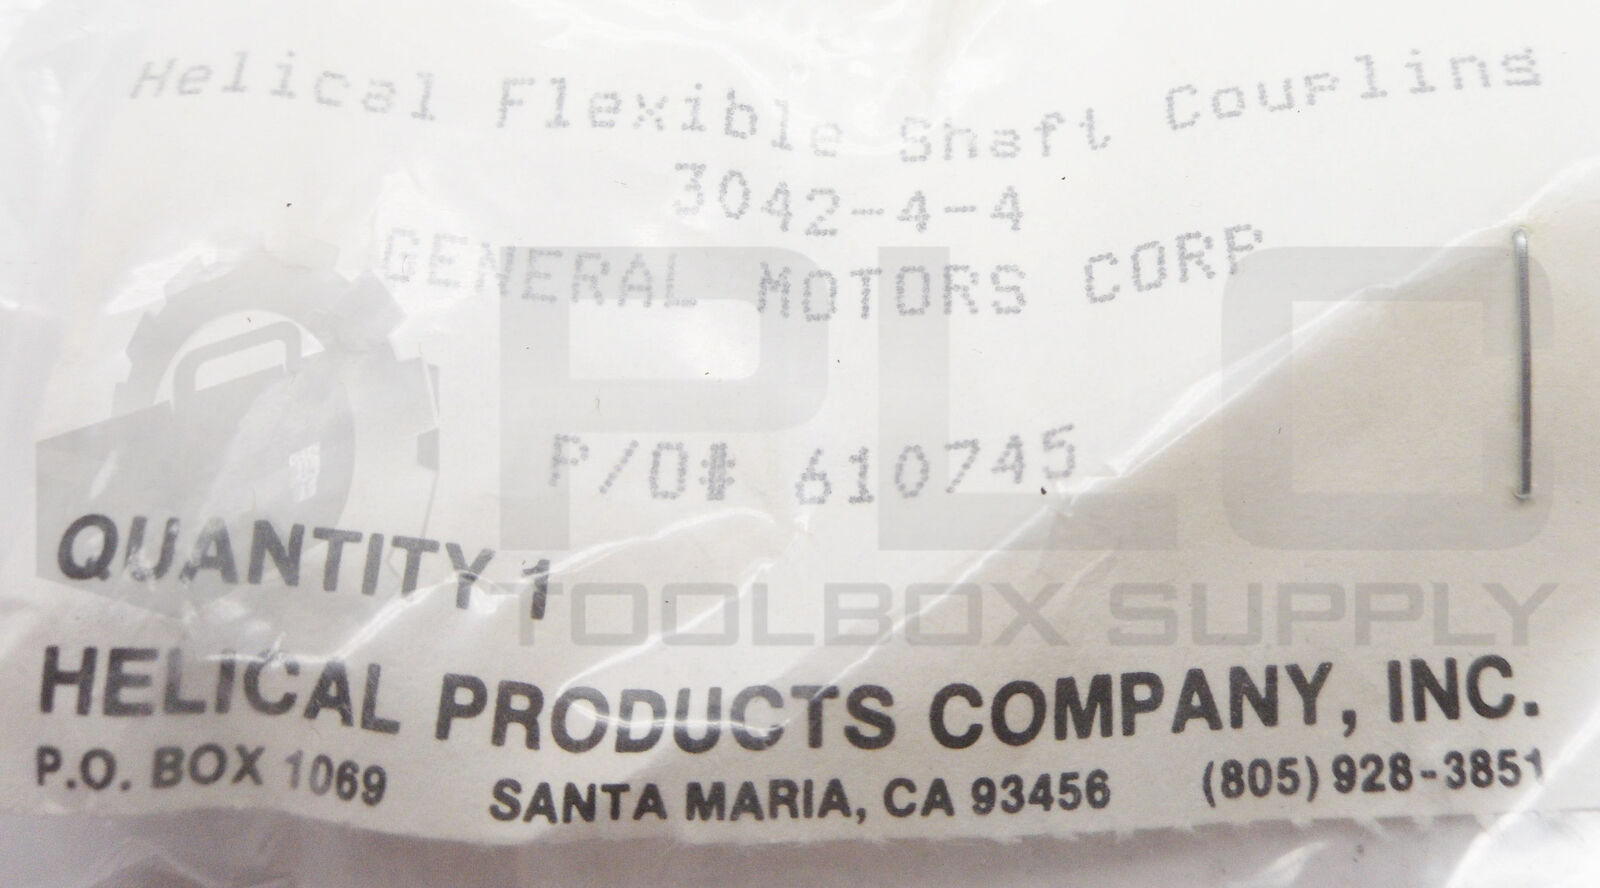 Helical Flexible Shaft Coupling
3042-4-4
GENERAL MOTORS CORP
P/O# 610745
QUANTITY 1
HELICAL PRODUCTS COMPANY, INC.
P.O. BOX 1069 SANTA MARIA, CA 93456 (805) 928-3851
PLC
TOOLBOX SUPPLY